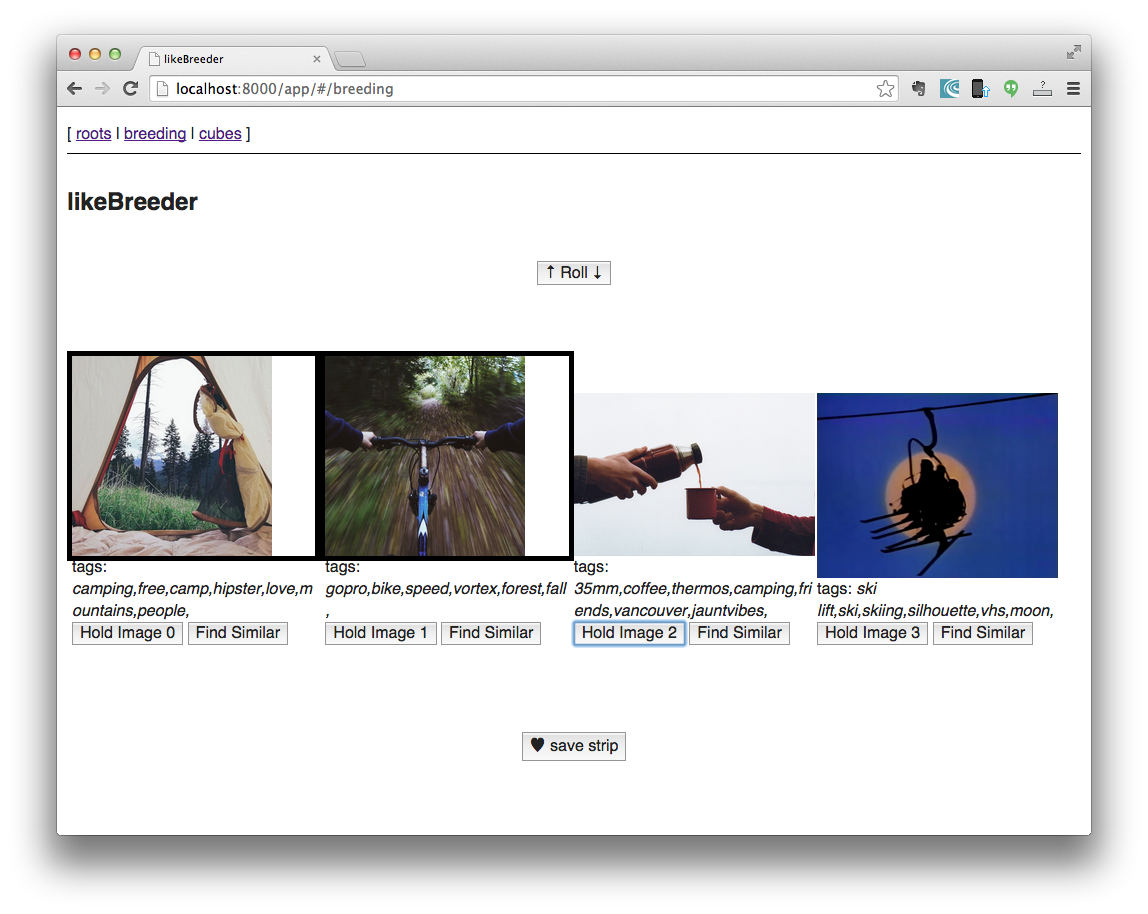 likeBreeder
localhost:8000/app/#/breeding
?
[ roots | breeding | cubes ]
likeBreeder
↑ Roll ↓
tags:
camping,free,camp,hipster,love,m
ountains,people,
Hold Image 0 Find Similar
tags:
gopro,bike,speed,vortex,forest,fall
,
Hold Image 1 Find Similar
tags:
35mm,coffee,thermos,camping,fri
ends,vancouver,jauntvibes,
Hold Image 2 Find Similar
tags: ski
lift,ski,skiing,silhouette,vhs,moon,
Hold Image 3 Find Similar
♥ save strip